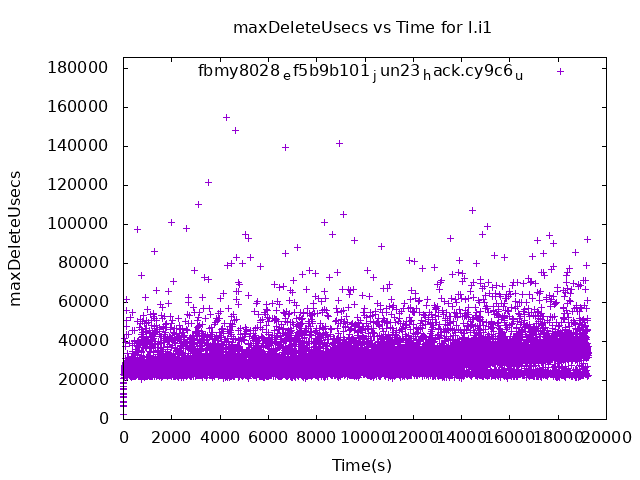 maxDeleteUsecs vs Time for l.i1
fbmy8028ef5b9b101jun23hack.cy9c6u
180000
160000
140000
120000
100000
80000
60000
40000
20000
0
maxDeleteUsecs
0 2000 4000 6000 8000 10000 12000 14000 16000 18000 20000
Time(s)